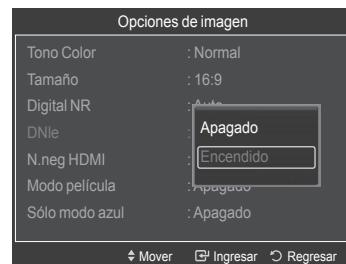 Opciones de imagen
Tono Color : Normal
Tamaño : 16:9
Digital NR : Auto
DNIe
Apagado
Encendido
N.neg HDMI :
Modo película : Apagado
Sólo modo azul : Apagado
Mover Ingresar Regresar